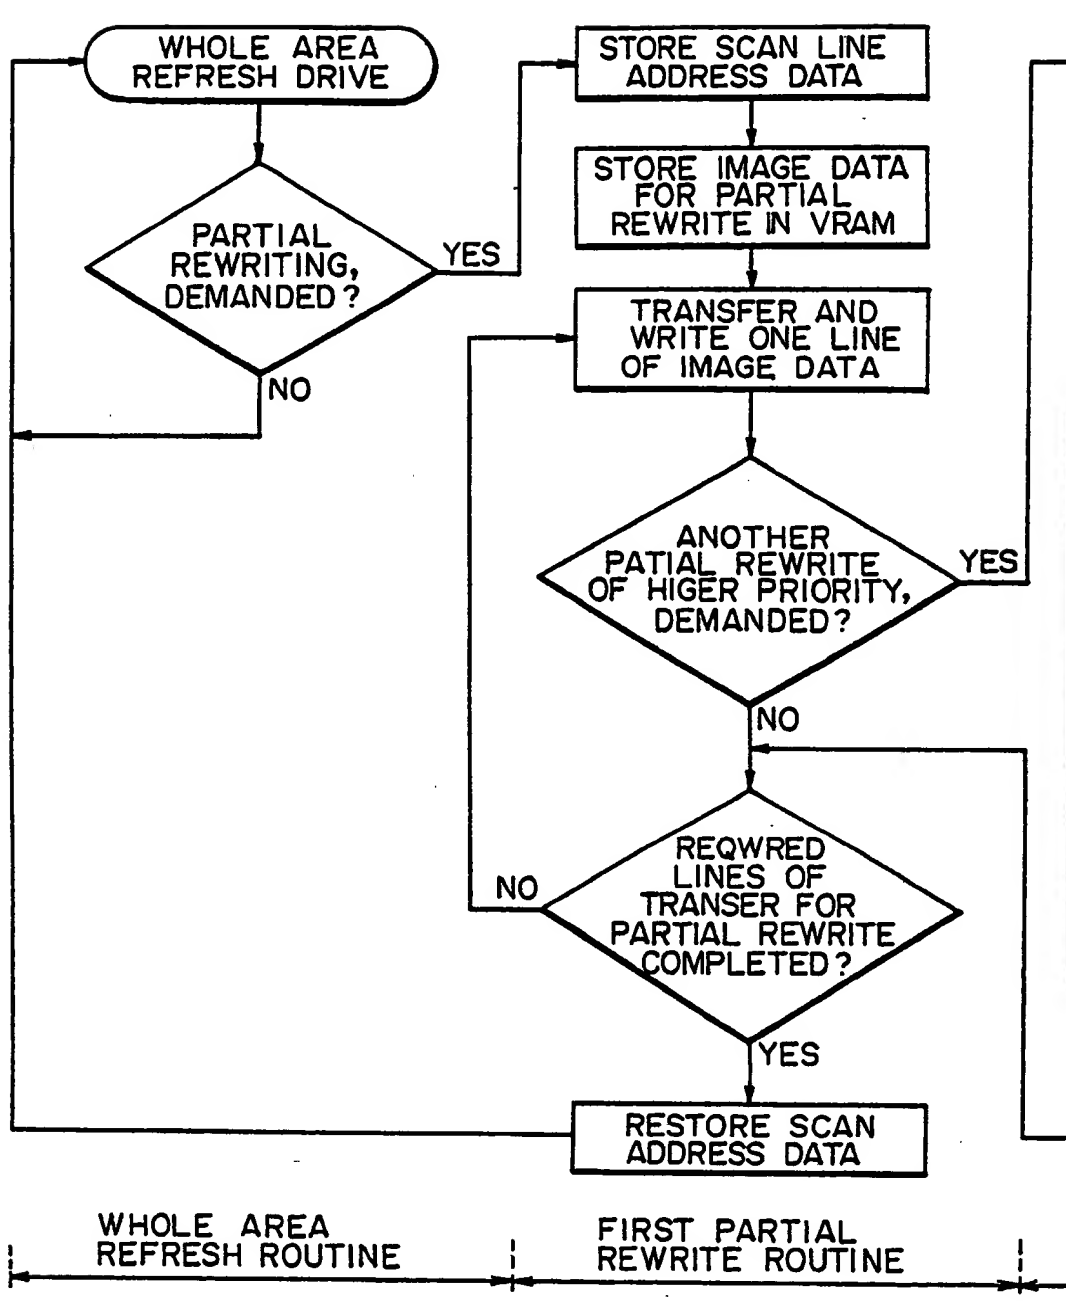 WHOLE AREA
REFRESH DRIVE
PARTIAL
REWRITING,
DEMANDED?
YES
NO
STORE SCAN LINE
ADDRESS DATA
STORE IMAGE DATA
FOR PARTIAL
REWRITE IN VRAM
TRANSFER AND
WRITE ONE LINE
OF IMAGE DATA
ANOTHER
PATIAL REWRITE
OF HIGER PRIORITY,
DEMANDED?
YES
NO
REQWRED
LINES OF
TRANSER FOR
PARTIAL REWRITE
COMPLETED?
NO
YES
RESTORE SCAN
ADDRESS DATA
WHOLE AREA
REFRESH ROUTINE
FIRST PARTIAL
REWRITE ROUTINE